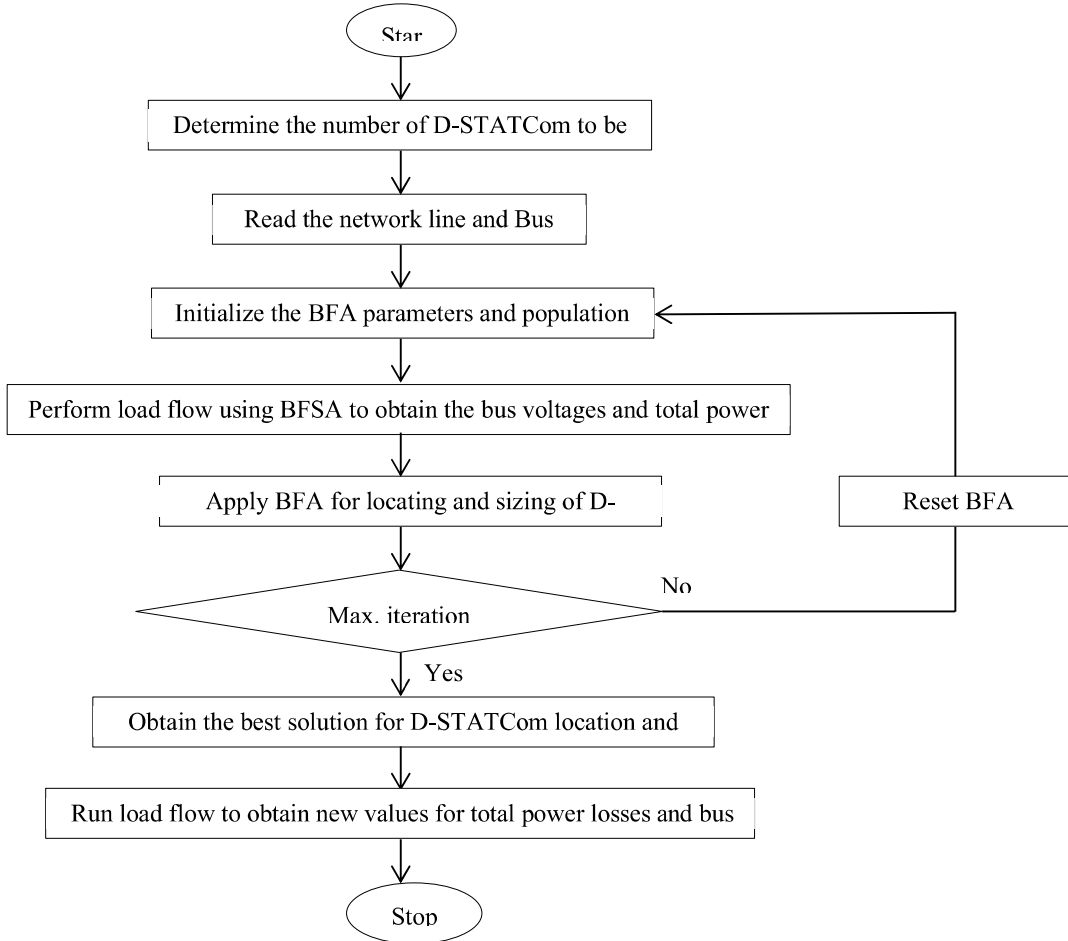 Star
Determine the number of D-STATCom to be
Read the network line and Bus
Initialize the BFA parameters and population
Perform load flow using BFSA to obtain the bus voltages and total power
Apply BFA for locating and sizing of D-
Reset BFA
No
Max. iteration
Yes
Obtain the best solution for D-STATCom location and
Run load flow to obtain new values for total power losses and bus
Stop